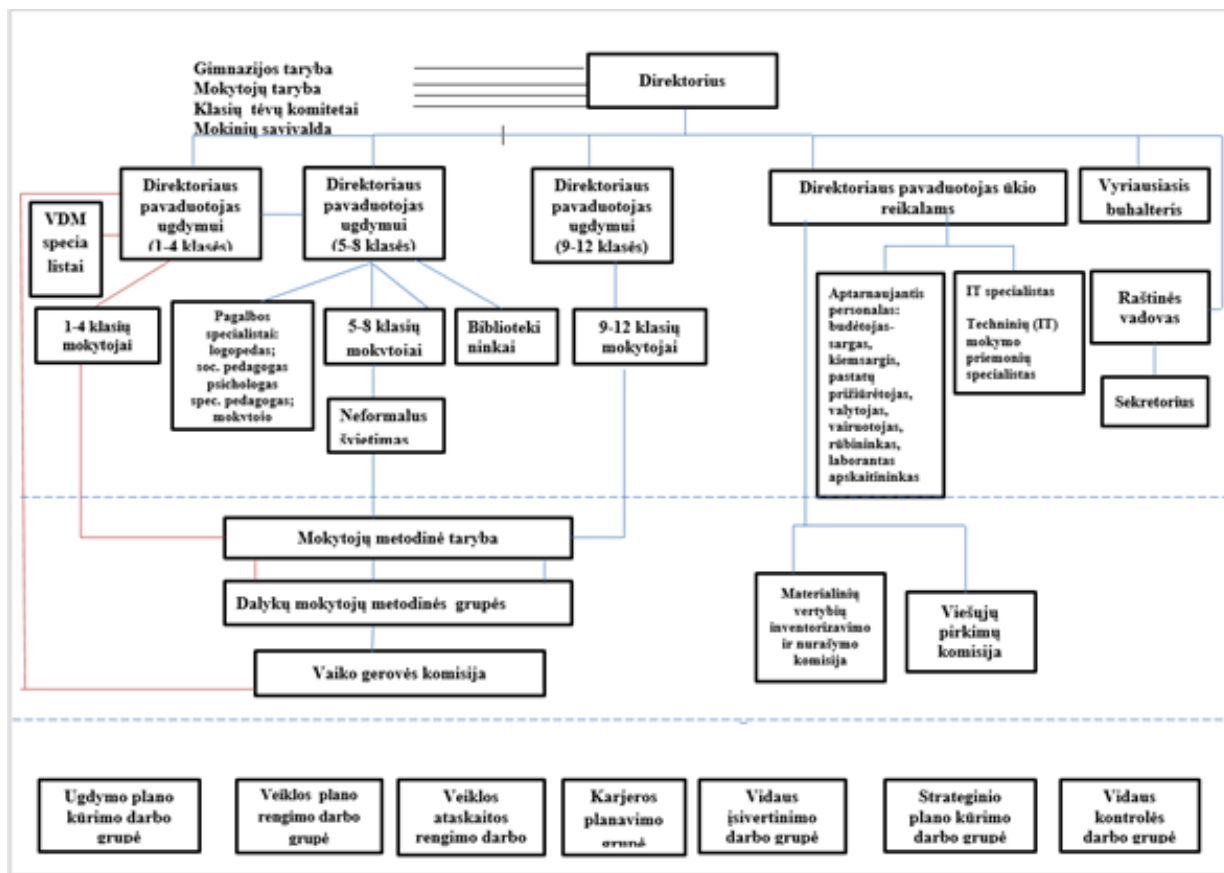 Gimnazijos taryba
Mokytojų taryba
Klasių tėvų komitetai
Mokinių savivalda
Direktorius
VDM
specia
listai
Direktoriaus
pavaduotojas
ugdymui
(1-4 klasės)
Direktoriaus
pavaduotojas
ugdymui
(5-8 klasės)
Direktoriaus
pavaduotojas
ugdymui
(9-12 klasės)
Direktoriaus pavaduotojas ūkio
reikalams
Vyriausiasis
buhalteris
1-4 klasių
mokytojai
Pagalbos
specialistai:
logopedas;
soc. pedagogas
psichologas
spec. pedagogas;
mokytojo
5-8 klasių
mokytojai
Biblioteki
ninkai
9-12 klasių
mokytojai
Aptarnaujantis
personalas:
budėtojas-
sargas,
kiemsargis,
pastatų
prižiūrėtojas,
valytojas,
vairuotojas,
rūbininkas,
laborantas
apskaitininkas
IT specialistas
Techninių (IT)
mokymo
priemonių
specialistas
Raštinės
vadovas
Sekretorius
Neformalus
švietimas
Mokytojų metodinė taryba
Dalykų mokytojų metodinės grupės
Vaiko gerovės komisija
Materialinių
vertybių
inventorizavimo
ir nurašymo
komisija
Viešųjų
pirkimų
komisija
Ugdymo plano
kūrimo darbo
grupė
Veiklos plano
rengimo darbo
grupė
Veiklos
ataskaitos
rengimo darbo
Karjeros
planavimo
grupė
Vidaus
įsivertinimo
darbo grupė
Strateginio
plano kūrimo
darbo grupė
Vidaus
kontrolės
darbo grupė